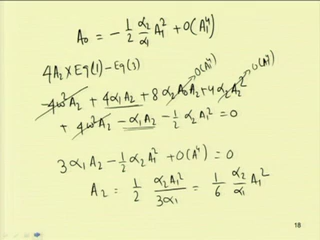 A₀ = -1/2 α₂/α₁ A₁² + O(A₁⁴)
4A₂ × Eq(1) - Eq(3)
O(A₁⁴) O(A₁⁴)
-4ω²A₂ + 4α₁A₂ + 8α₂A₀A₂ + 4α₂A₂²
+ 4ω²A₂ - α₁A₂ - 1/2 α₂A₁² = 0
3α₁A₂ - 1/2 α₂A₁² + O(A⁴) = 0
A₂ = 1/2 α₂A₁²/3α₁ = 1/6 α₂/α₁ A₁²
18